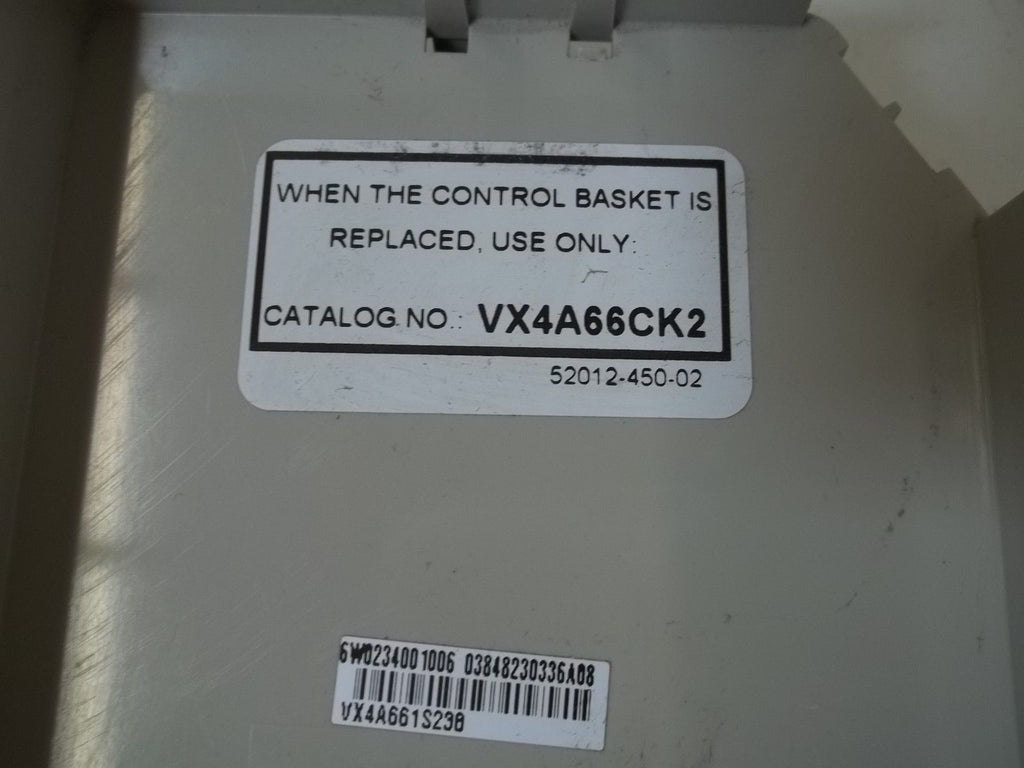 WHEN THE CONTROL BASKET IS
REPLACED, USE ONLY:
CATALOG NO.: VX4A66CK2
52012-450-02
6W0234001006 03848230336A08
VX4A661S230